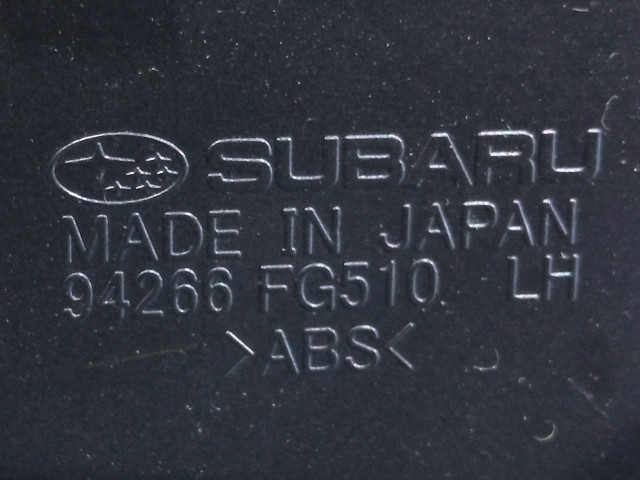 SUBARU
MADE IN JAPAN
94266 FG510 LH
>ABS<